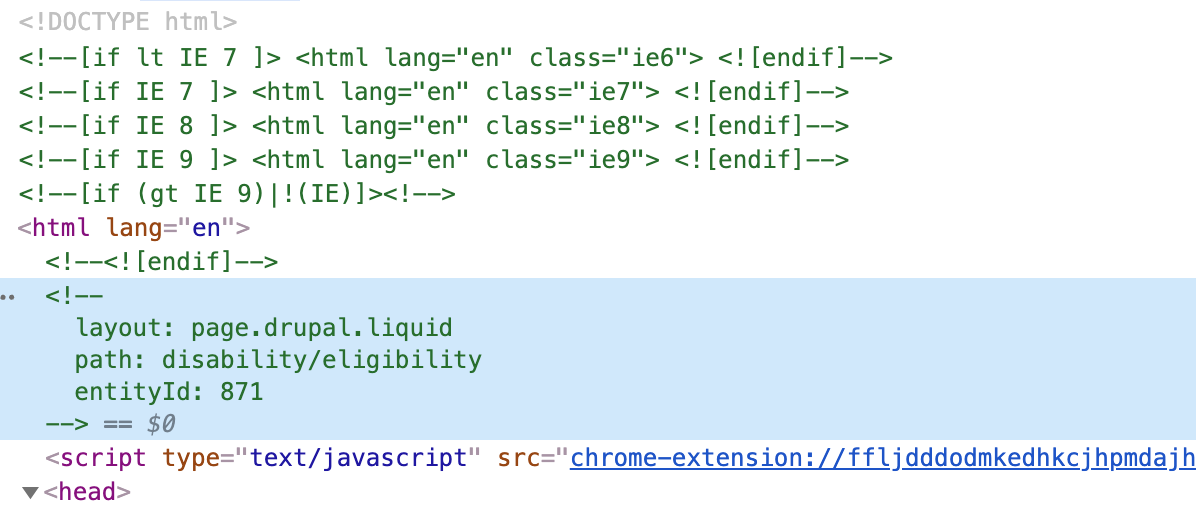 <!DOCTYPE html>
<!--[if lt IE 7 ]> <html lang="en" class="ie6"> <![endif]-->
<!--[if IE 7 ]> <html lang="en" class="ie7"> <![endif]-->
<!--[if IE 8 ]> <html lang="en" class="ie8"> <![endif]-->
<!--[if IE 9 ]> <html lang="en" class="ie9"> <![endif]-->
<!--[if (gt IE 9)|!(IE)]><!-->
<html lang="en">
<!--<![endif]-->
<!--
layout: page.drupal.liquid
path: disability/eligibility
entityId: 871
--> == $0
<script type="text/javascript" src="chrome-extension://ffljdddodmkedhkcjhpmdajh
<head>